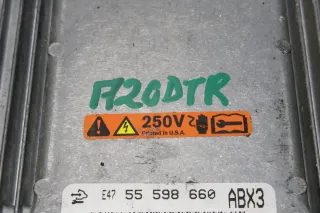 A20DTR
250V
Printed in U.S.A.
E47 55 598 660 ABX3